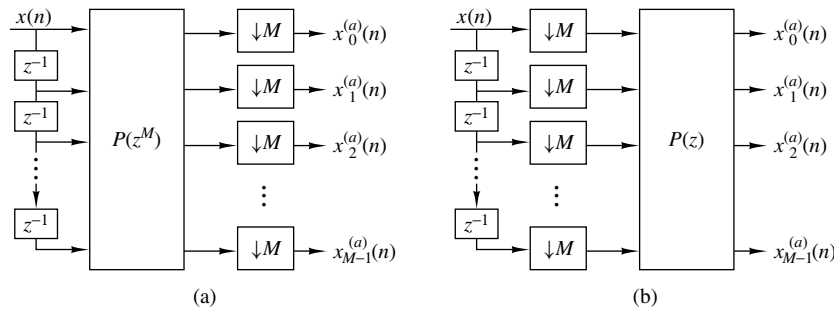 x(n)
z⁻¹
z⁻¹
z⁻¹
P(z^M)
↓M
↓M
↓M
↓M
x_0^{(a)}(n)
x_1^{(a)}(n)
x_2^{(a)}(n)
x_{M−1}^{(a)}(n)
(a)
x(n)
z⁻¹
z⁻¹
z⁻¹
↓M
↓M
↓M
↓M
P(z)
x_0^{(a)}(n)
x_1^{(a)}(n)
x_2^{(a)}(n)
x_{M−1}^{(a)}(n)
(b)